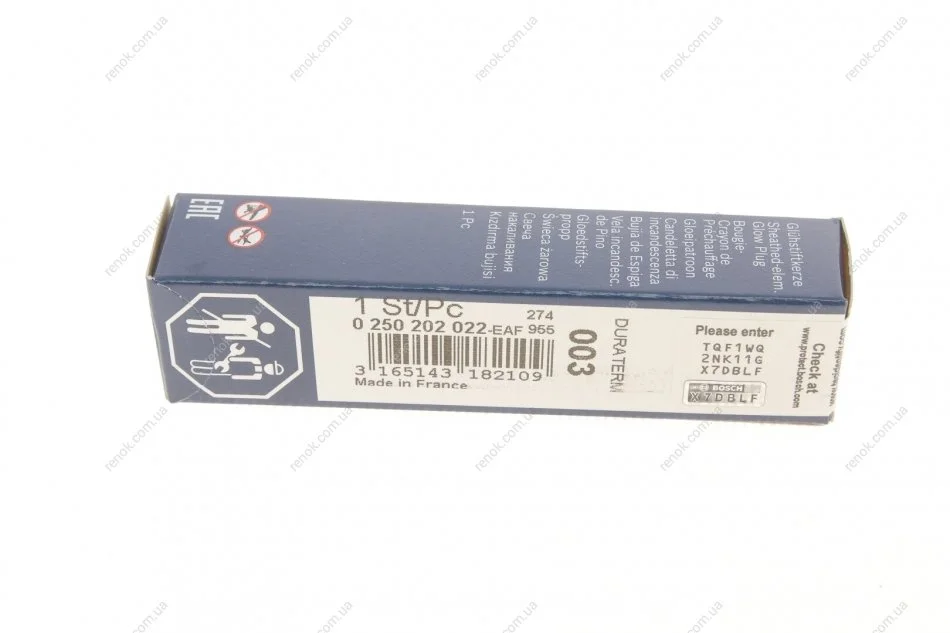 EAC
Glühstiftkerze
Sheathed-elem.
Glow Plug
Bougie-
Crayon de
Préchauffage
Gloeipatroon
Candeletta di
incandescenza
Bujia de Espiga
Vela incandesc.
de Pino
Gloedstifts-
propp
Świeca żarowa
Свеча
накаливания
Kızdırma bujisi
1 Pc
1 St/Pc
274
0 250 202 022-EAF 955
3 165143 182109
Made in France
003
DURATERM
Please enter
TQF1WQ
2NK11G
X7DBLF
BOSCH
X7DBLF
Check at
www.protect.bosch.com
renok.com.ua